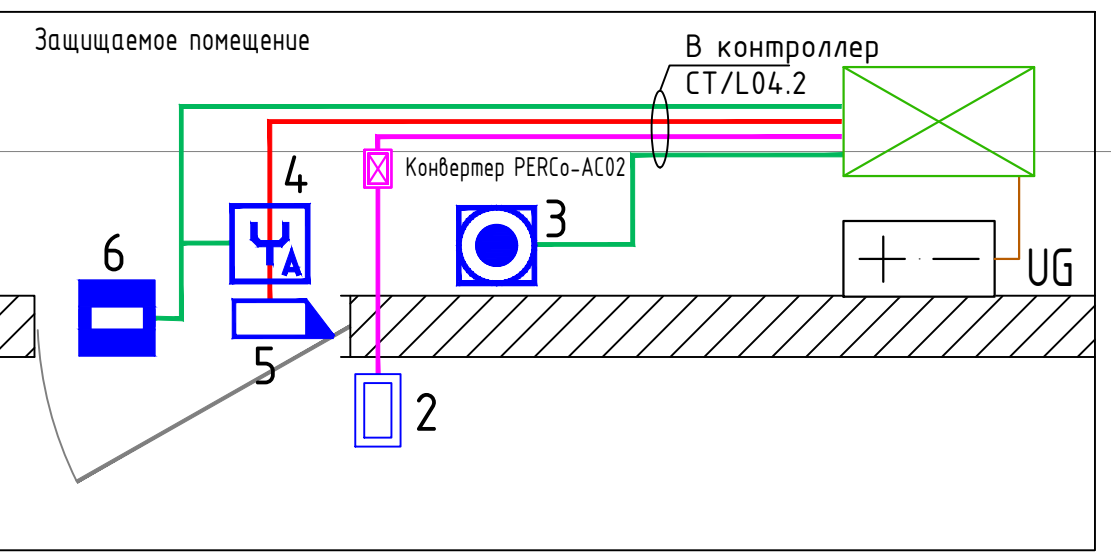 Защищаемое помещение
В контроллер
CT/L04.2
Конвертер PERCo-AC02
4
3
6
A
UG
5
2